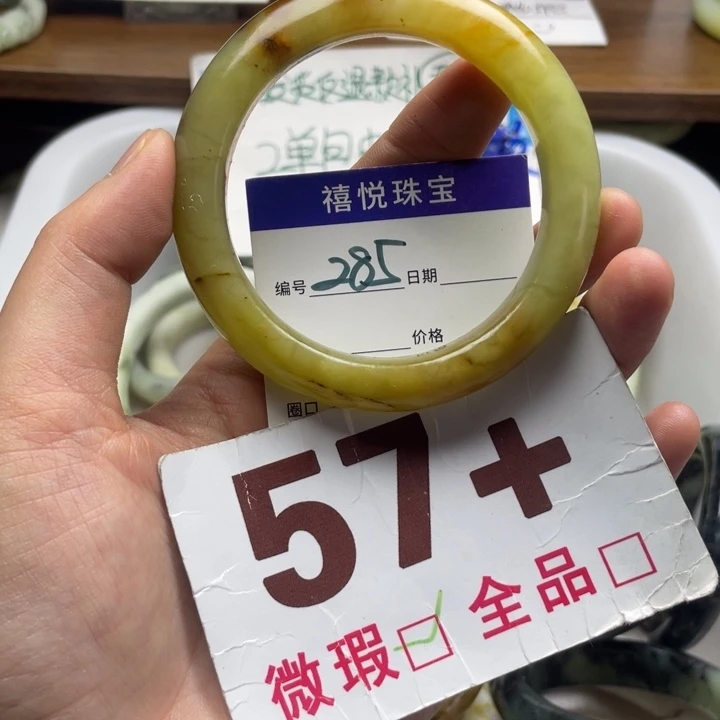 禧悦珠宝
编号 285 日期
价格
圈口
57+
微瑕☑ 全品☐